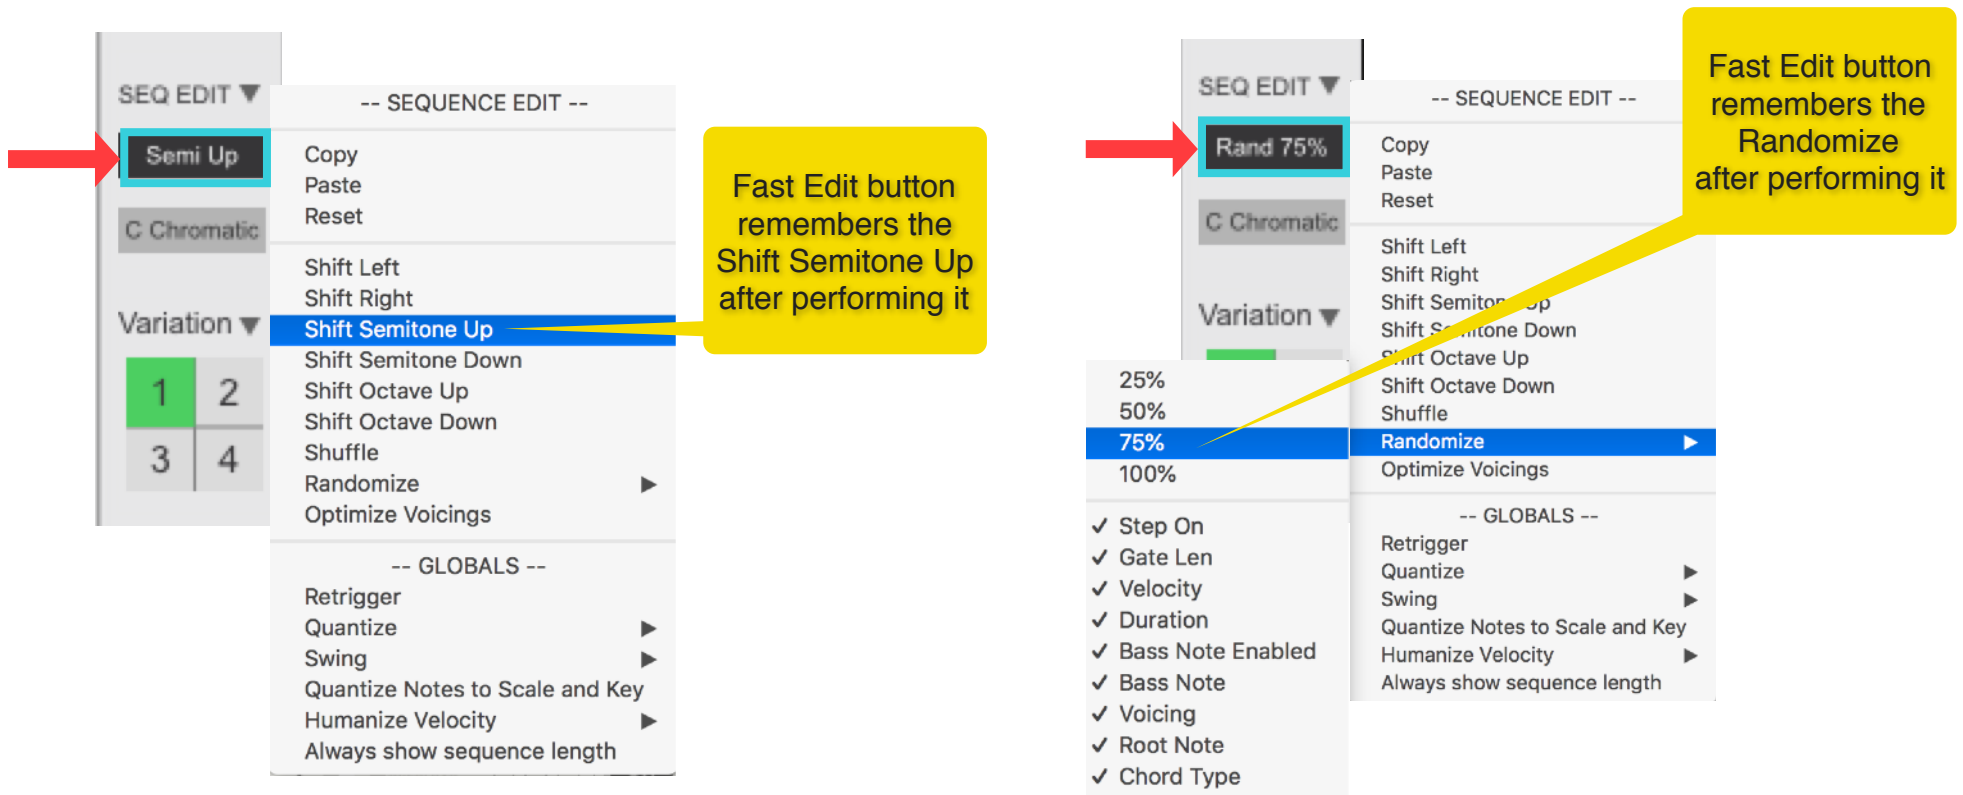 SEQ EDIT ▼
Semi Up
C Chromatic
Variation ▼
1 2
3 4
-- SEQUENCE EDIT --
Copy
Paste
Reset
Shift Left
Shift Right
Shift Semitone Up
Shift Semitone Down
Shift Octave Up
Shift Octave Down
Shuffle
Randomize ▶
Optimize Voicings
-- GLOBALS --
Retrigger
Quantize ▶
Swing ▶
Quantize Notes to Scale and Key
Humanize Velocity ▶
Always show sequence length
Fast Edit button
remembers the
Shift Semitone Up
after performing it
SEQ EDIT ▼
Rand 75%
C Chromatic
Variation ▼
25%
50%
75%
100%
✓ Step On
✓ Gate Len
✓ Velocity
✓ Duration
✓ Bass Note Enabled
✓ Bass Note
✓ Voicing
✓ Root Note
✓ Chord Type
-- SEQUENCE EDIT --
Copy
Paste
Reset
Shift Left
Shift Right
Shift Semitone Up
Shift Semitone Down
Shift Octave Up
Shift Octave Down
Shuffle
Randomize ▶
Optimize Voicings
-- GLOBALS --
Retrigger
Quantize ▶
Swing ▶
Quantize Notes to Scale and Key
Humanize Velocity ▶
Always show sequence length
Fast Edit button
remembers the
Randomize
after performing it